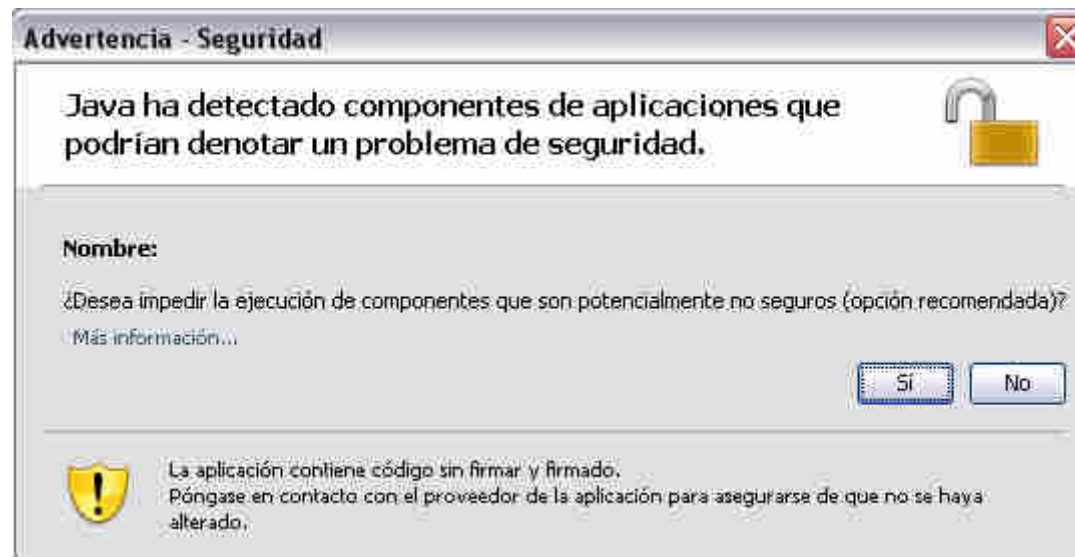 Advertencia - Seguridad
Java ha detectado componentes de aplicaciones que
podrían denotar un problema de seguridad.
Nombre:
¿Desea impedir la ejecución de componentes que son potencialmente no seguros (opción recomendada)?
Más información...
Sí No
La aplicación contiene código sin firmar y firmado.
Póngase en contacto con el proveedor de la aplicación para asegurarse de que no se haya
alterado.